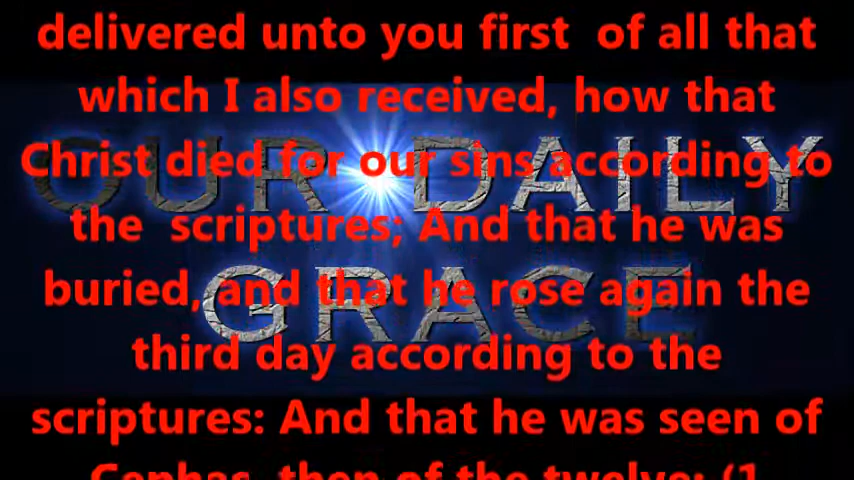 delivered unto you first of all that
which I also received, how that
Christ died for our sins according to
the scriptures; And that he was
buried, and that he rose again the
third day according to the
scriptures: And that he was seen of
Cephas, then of the twelve: (1
OUR DAILY
GRACE